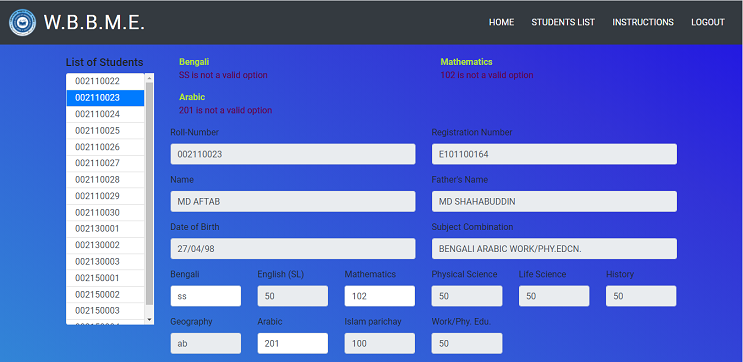 W.B.B.M.E.
HOME STUDENTS LIST INSTRUCTIONS LOGOUT
List of Students
002110022
002110023
002110024
002110025
002110026
002110027
002110028
002110029
002110030
002130001
002130002
002130003
002150001
002150002
002150003
Bengali Mathematics
SS is not a valid option 102 is not a valid option
Arabic
201 is not a valid option
Roll-Number Registration Number
002110023 E101100164
Name Father's Name
MD AFTAB MD SHAHABUDDIN
Date of Birth Subject Combination
27/04/98 BENGALI ARABIC WORK/PHY.EDCN.
Bengali English (SL) Mathematics Physical Science Life Science History
ss 50 102 50 50 50
Geography Arabic Islam parichay Work/Phy. Edu.
ab 201 100 50